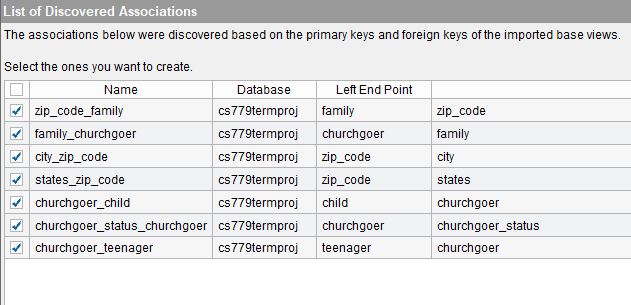 List of Discovered Associations
The associations below were discovered based on the primary keys and foreign keys of the imported base views.
Select the ones you want to create.
Name Database Left End Point
zip_code_family cs779termproj family zip_code
family_churchgoer cs779termproj churchgoer family
city_zip_code cs779termproj zip_code city
states_zip_code cs779termproj zip_code states
churchgoer_child cs779termproj child churchgoer
churchgoer_status_churchgoer cs779termproj churchgoer churchgoer_status
churchgoer_teenager cs779termproj teenager churchgoer